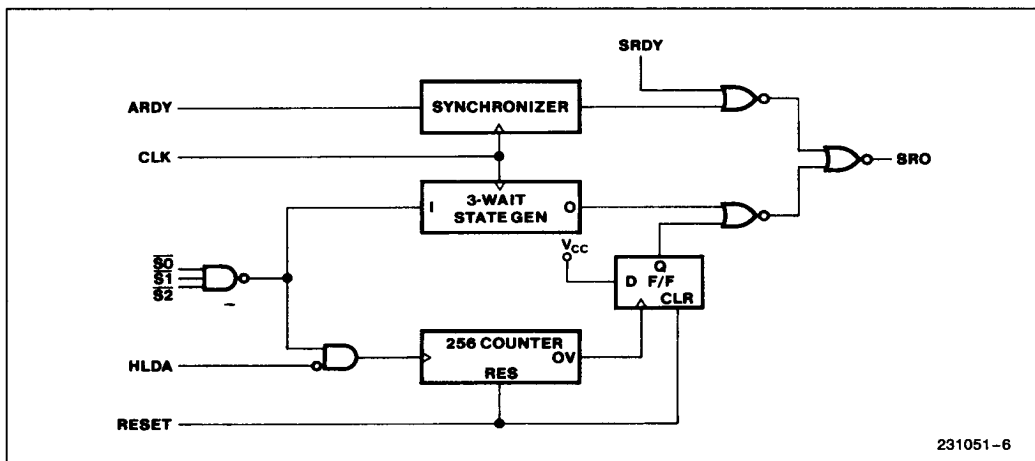 SRDY
ARDY
SYNCHRONIZER
CLK
SRO
I 3-WAIT STATE GEN O
VCC
S0
S1
S2
Q
D F/F
CLR
256 COUNTER
OV
RES
HLDA
RESET
231051-6